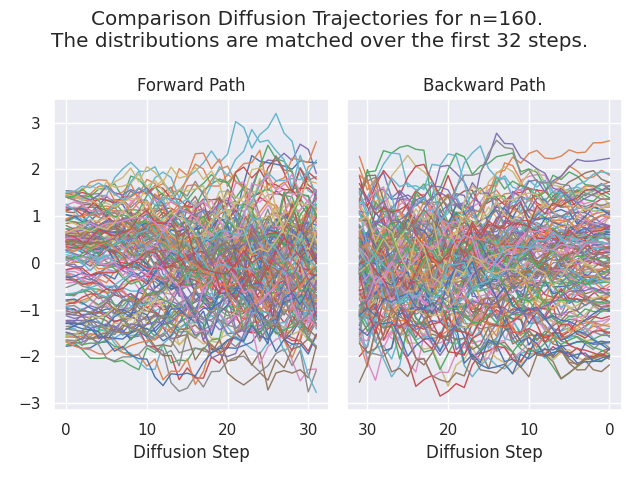 Comparison Diffusion Trajectories for n=160.
The distributions are matched over the first 32 steps.
Forward Path
Backward Path
3
2
1
0
−1
−2
−3
0 10 20 30
30 20 10 0
Diffusion Step
Diffusion Step